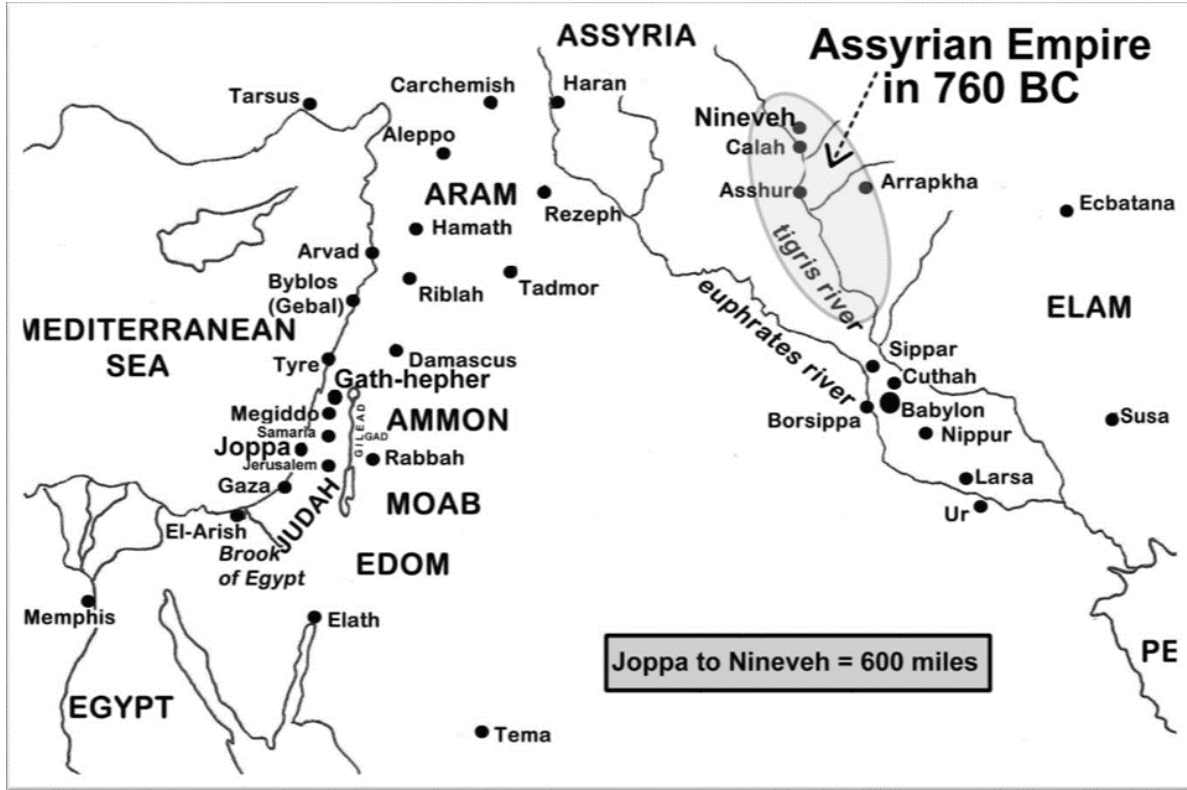 ASSYRIA
Assyrian Empire
in 760 BC
Tarsus
Carchemish
Haran
Nineveh
Aleppo
Calah
ARAM
Asshur
Arrapkha
Rezeph
Ecbatana
Hamath
Arvad
tigris river
Byblos
(Gebal)
Riblah
Tadmor
euphrates river
ELAM
MEDITERRANEAN
SEA
Tyre
Damascus
Sippar
Gath-hepher
Cuthah
Megiddo
GILEAD
AMMON
Borsippa
Babylon
Susa
Samaria
GAD
Joppa
Nippur
Jerusalem
Rabbah
Gaza
JUDAH
MOAB
Larsa
Ur
El-Arish
Brook
of Egypt
EDOM
Memphis
Elath
Joppa to Nineveh = 600 miles
PE
EGYPT
Tema